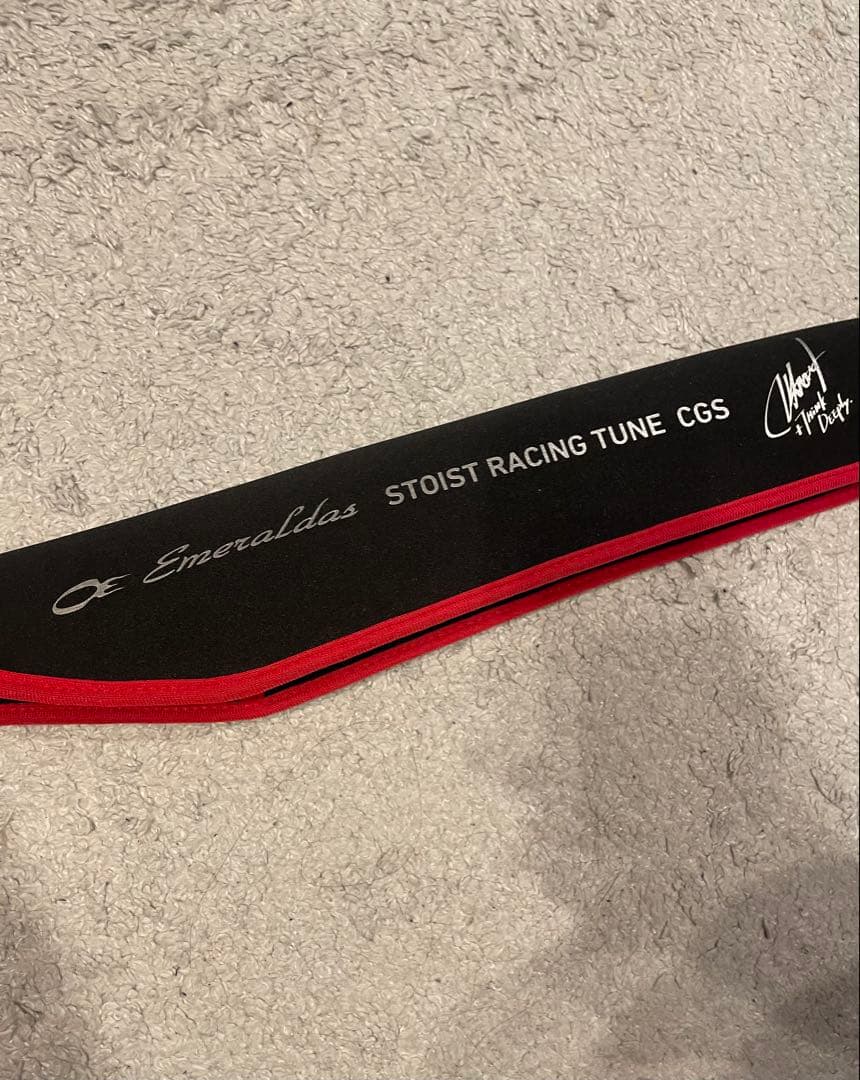 Emeraldas STOIST RACING TUNE CGS
#Think
Deeply.